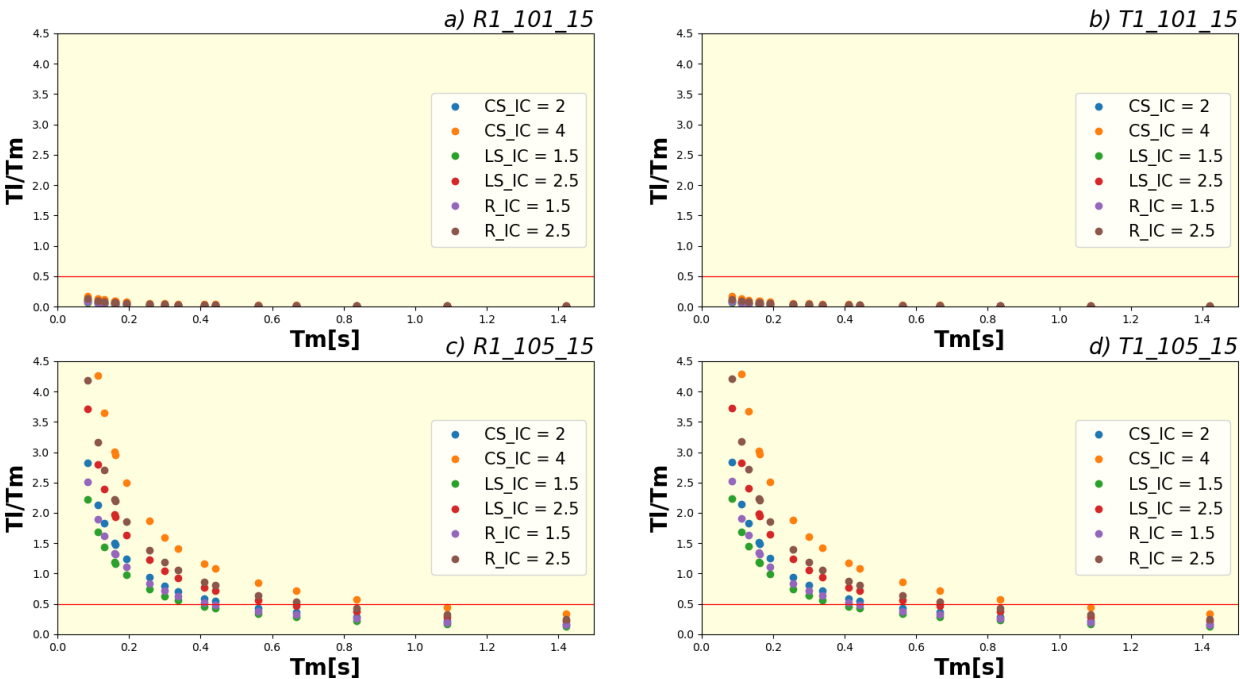 a) R1_101_15
4.5
4.0
3.5
3.0
2.5
2.0
1.5
1.0
0.5
0.0
Tl/Tm
CS_IC = 2
CS_IC = 4
LS_IC = 1.5
LS_IC = 2.5
R_IC = 1.5
R_IC = 2.5
0.0 0.2 0.4 0.6 0.8 1.0 1.2 1.4
Tm[s]
b) T1_101_15
4.5
4.0
3.5
3.0
2.5
2.0
1.5
1.0
0.5
0.0
Tl/Tm
CS_IC = 2
CS_IC = 4
LS_IC = 1.5
LS_IC = 2.5
R_IC = 1.5
R_IC = 2.5
0.0 0.2 0.4 0.6 0.8 1.0 1.2 1.4
Tm[s]
c) R1_105_15
4.5
4.0
3.5
3.0
2.5
2.0
1.5
1.0
0.5
0.0
Tl/Tm
CS_IC = 2
CS_IC = 4
LS_IC = 1.5
LS_IC = 2.5
R_IC = 1.5
R_IC = 2.5
0.0 0.2 0.4 0.6 0.8 1.0 1.2 1.4
Tm[s]
d) T1_105_15
4.5
4.0
3.5
3.0
2.5
2.0
1.5
1.0
0.5
0.0
Tl/Tm
CS_IC = 2
CS_IC = 4
LS_IC = 1.5
LS_IC = 2.5
R_IC = 1.5
R_IC = 2.5
0.0 0.2 0.4 0.6 0.8 1.0 1.2 1.4
Tm[s]